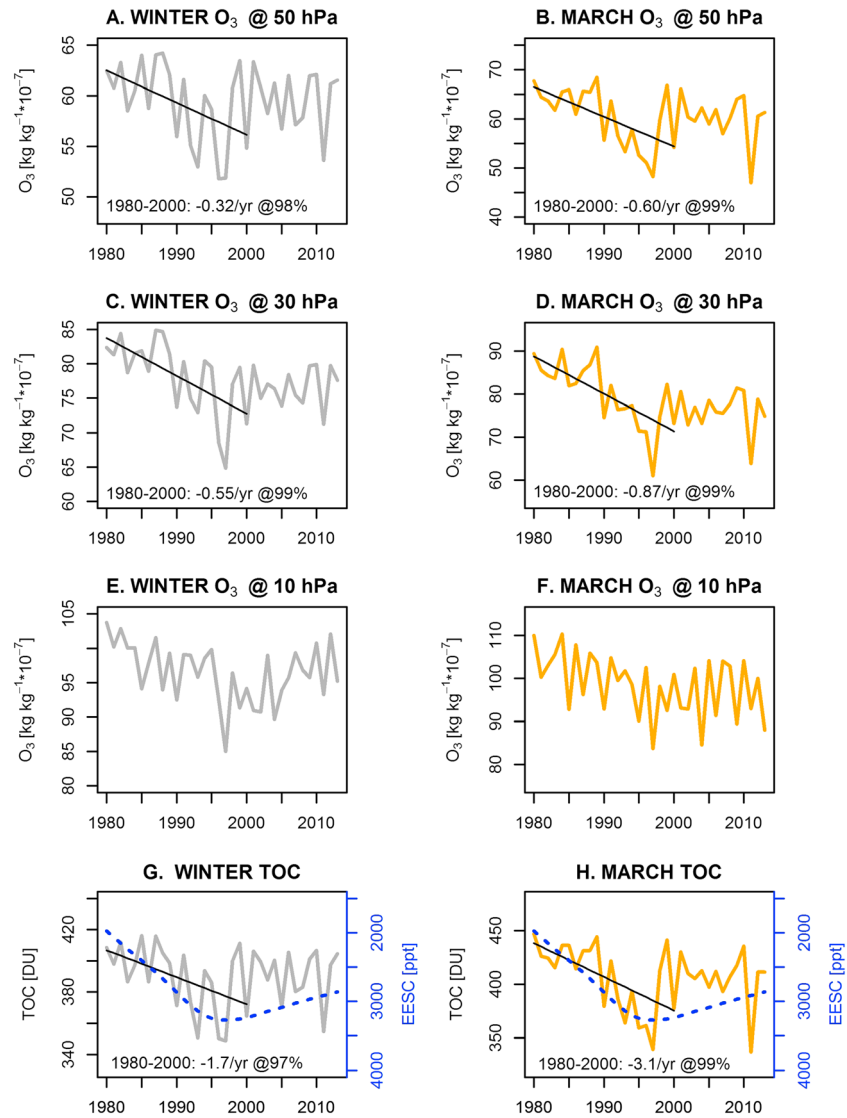 A. WINTER O₃ @ 50 hPa
O₃ [kg kg⁻¹*10⁻⁷]
65
60
55
50
1980-2000: -0.32/yr @98%
1980 1990 2000 2010
B. MARCH O₃ @ 50 hPa
O₃ [kg kg⁻¹*10⁻⁷]
70
60
50
40
1980-2000: -0.60/yr @99%
1980 1990 2000 2010
C. WINTER O₃ @ 30 hPa
O₃ [kg kg⁻¹*10⁻⁷]
85
80
75
70
65
60
1980-2000: -0.55/yr @99%
1980 1990 2000 2010
D. MARCH O₃ @ 30 hPa
O₃ [kg kg⁻¹*10⁻⁷]
90
80
70
60
1980-2000: -0.87/yr @99%
1980 1990 2000 2010
E. WINTER O₃ @ 10 hPa
O₃ [kg kg⁻¹*10⁻⁷]
105
95
90
85
80
1980 1990 2000 2010
F. MARCH O₃ @ 10 hPa
O₃ [kg kg⁻¹*10⁻⁷]
110
100
90
80
1980 1990 2000 2010
G. WINTER TOC
TOC [DU]
420
380
340
2000
3000
4000
EESC [ppt]
1980-2000: -1.7/yr @97%
1980 1990 2000 2010
H. MARCH TOC
TOC [DU]
450
400
350
2000
3000
4000
EESC [ppt]
1980-2000: -3.1/yr @99%
1980 1990 2000 2010